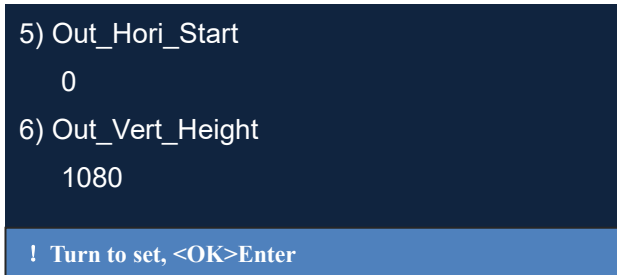 5) Out_Hori_Start
0
6) Out_Vert_Height
1080
! Turn to set, <OK>Enter